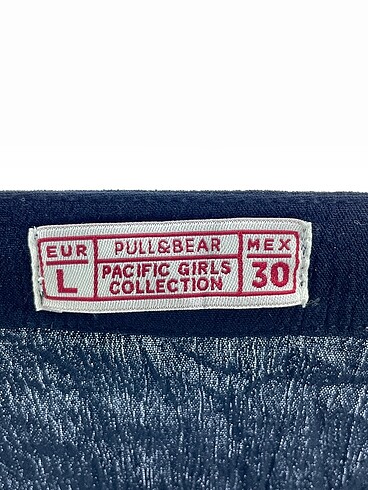 EUR
L
PULL&BEAR
PACIFIC GIRLS
COLLECTION
MEX
30